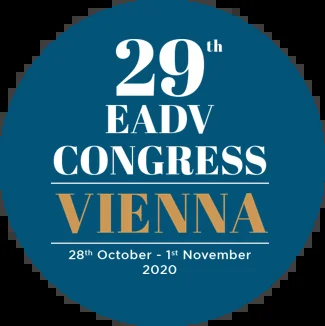 29th
EADV
CONGRESS
VIENNA
28th October - 1st November
2020